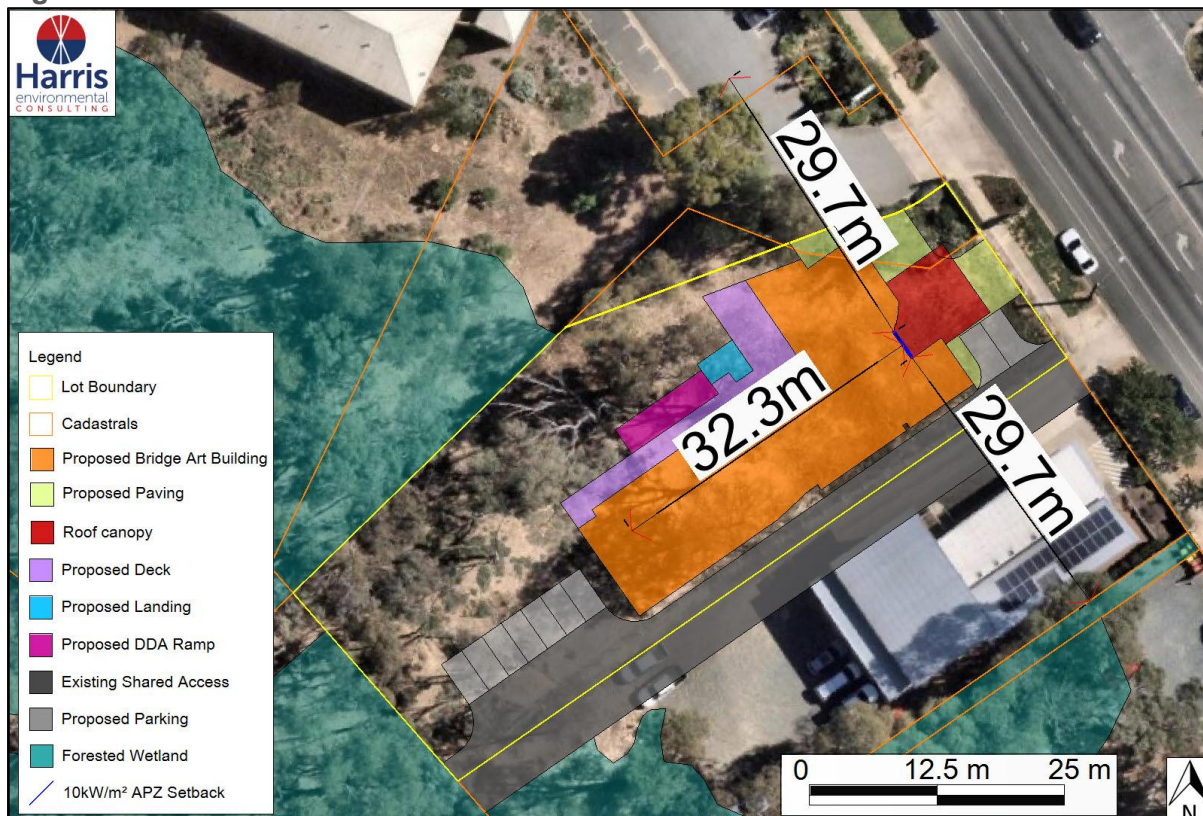 Harris
environmental
CONSULTING
29.7m
32.3m
29.7m
Legend
Lot Boundary
Cadastrals
Proposed Bridge Art Building
Proposed Paving
Roof canopy
Proposed Deck
Proposed Landing
Proposed DDA Ramp
Existing Shared Access
Proposed Parking
Forested Wetland
10kW/m² APZ Setback
0 12.5 m 25 m
N